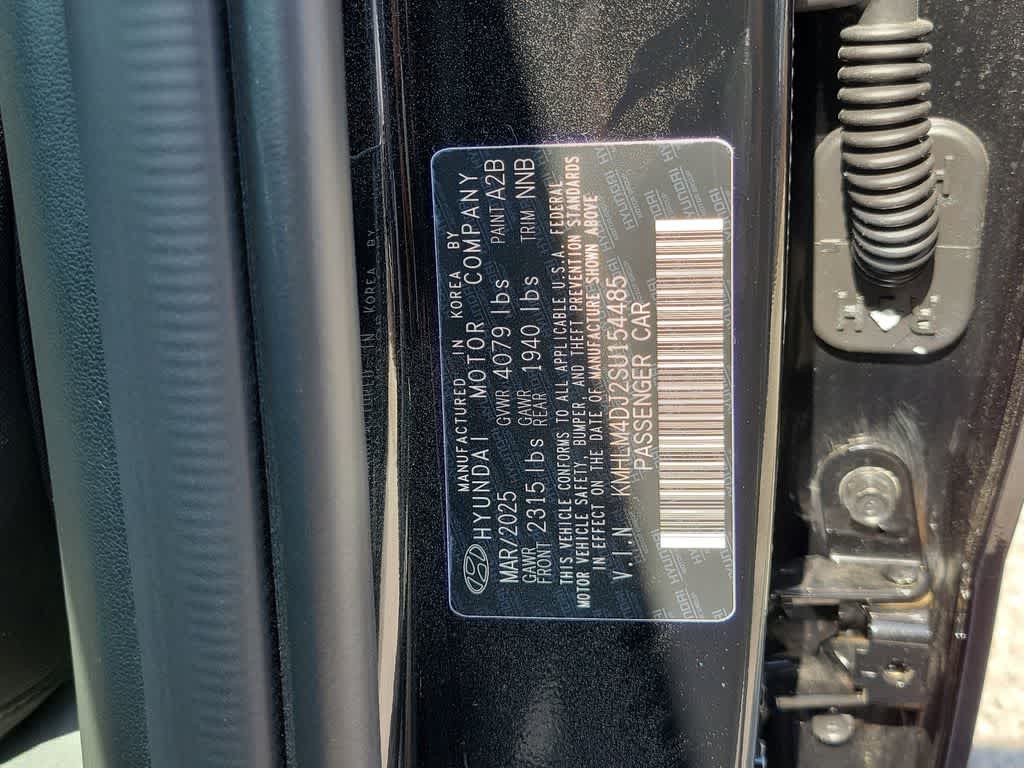 MANUFACTURED IN KOREA BY
HYUNDAI MOTOR COMPANY
MAR/2025 GVWR 4079 lbs PAINT A2B
GAWR FRONT 2315 lbs GAWR REAR 1940 lbs TRIM NNB
THIS VEHICLE CONFORMS TO ALL APPLICABLE U.S.A. FEDERAL
MOTOR VEHICLE SAFETY, BUMPER, AND THEFT PREVENTION STANDARDS
IN EFFECT ON THE DATE OF MANUFACTURE SHOWN ABOVE
V.I.N KMHLM4DJ2SU154485
PASSENGER CAR
HYUNDAI